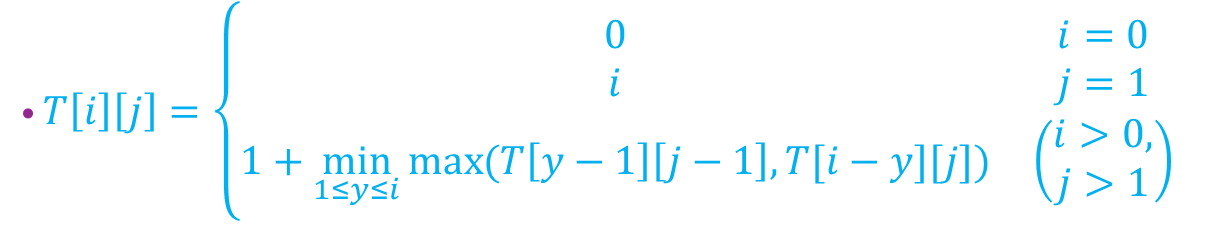 0 i = 0
i j = 1
• T[i][j] = { 1 + min max(T[y − 1][j − 1], T[i − y][j]) (i > 0, j > 1)
1≤y≤i